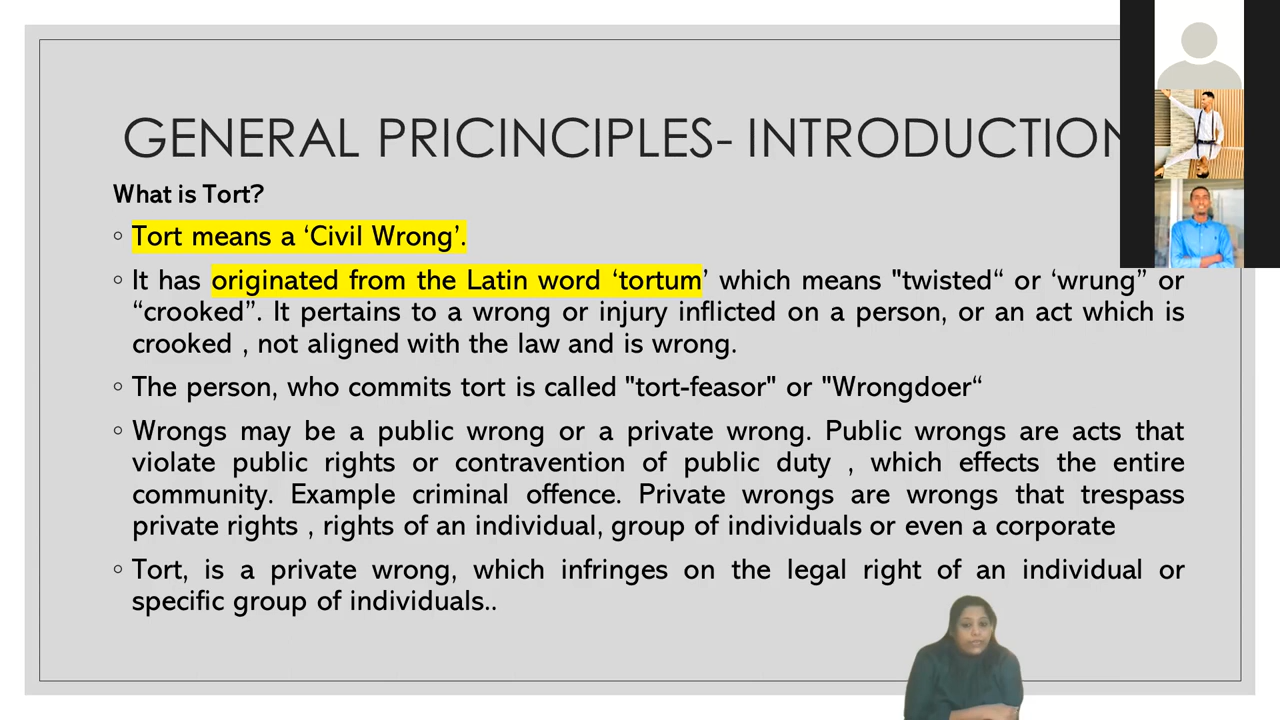 GENERAL PRICINCIPLES- INTRODUCTION
What is Tort?
◦ Tort means a ‘Civil Wrong’.
◦ It has originated from the Latin word ‘tortum’ which means "twisted“ or ‘wrung” or
“crooked”. It pertains to a wrong or injury inflicted on a person, or an act which is
crooked , not aligned with the law and is wrong.
◦ The person, who commits tort is called "tort-feasor" or "Wrongdoer“
◦ Wrongs may be a public wrong or a private wrong. Public wrongs are acts that
violate public rights or contravention of public duty , which effects the entire
community. Example criminal offence. Private wrongs are wrongs that trespass
private rights , rights of an individual, group of individuals or even a corporate
◦ Tort, is a private wrong, which infringes on the legal right of an individual or
specific group of individuals..